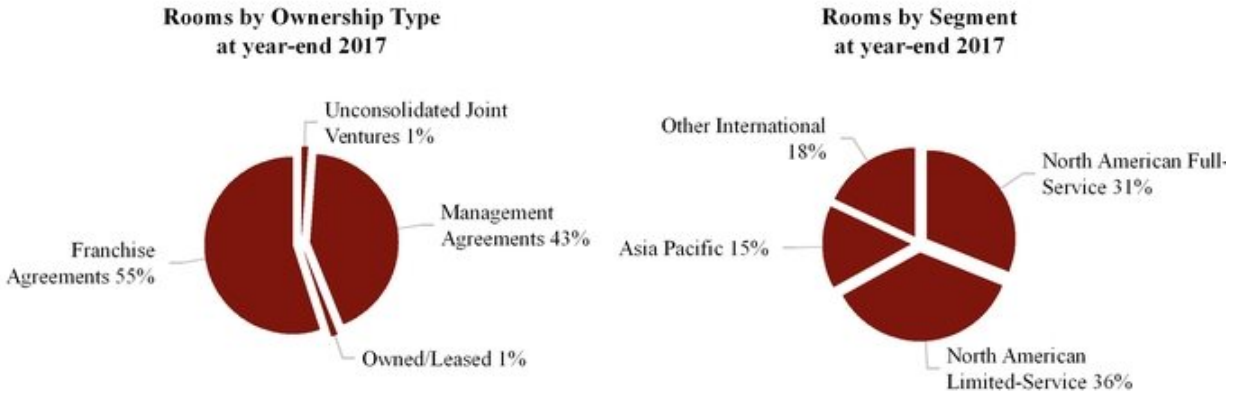 Rooms by Ownership Type
at year-end 2017
Unconsolidated Joint
Ventures 1%
Management
Agreements 43%
Franchise
Agreements 55%
Owned/Leased 1%
Rooms by Segment
at year-end 2017
Other International
18%
North American Full-
Service 31%
Asia Pacific 15%
North American
Limited-Service 36%